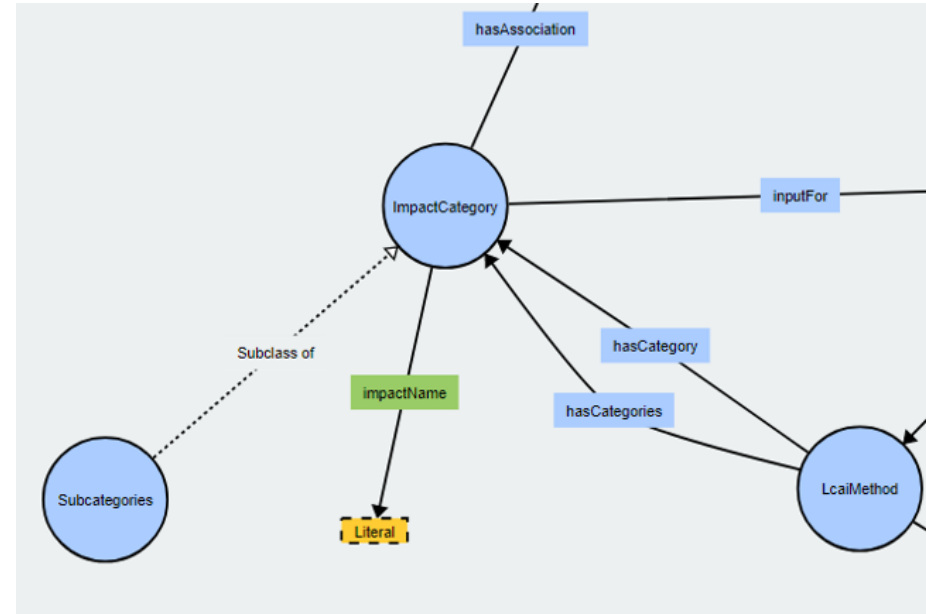 hasAssociation
ImpactCategory
inputFor
hasCategory
Subclass of
impactName
hasCategories
LcaiMethod
Subcategories
Literal